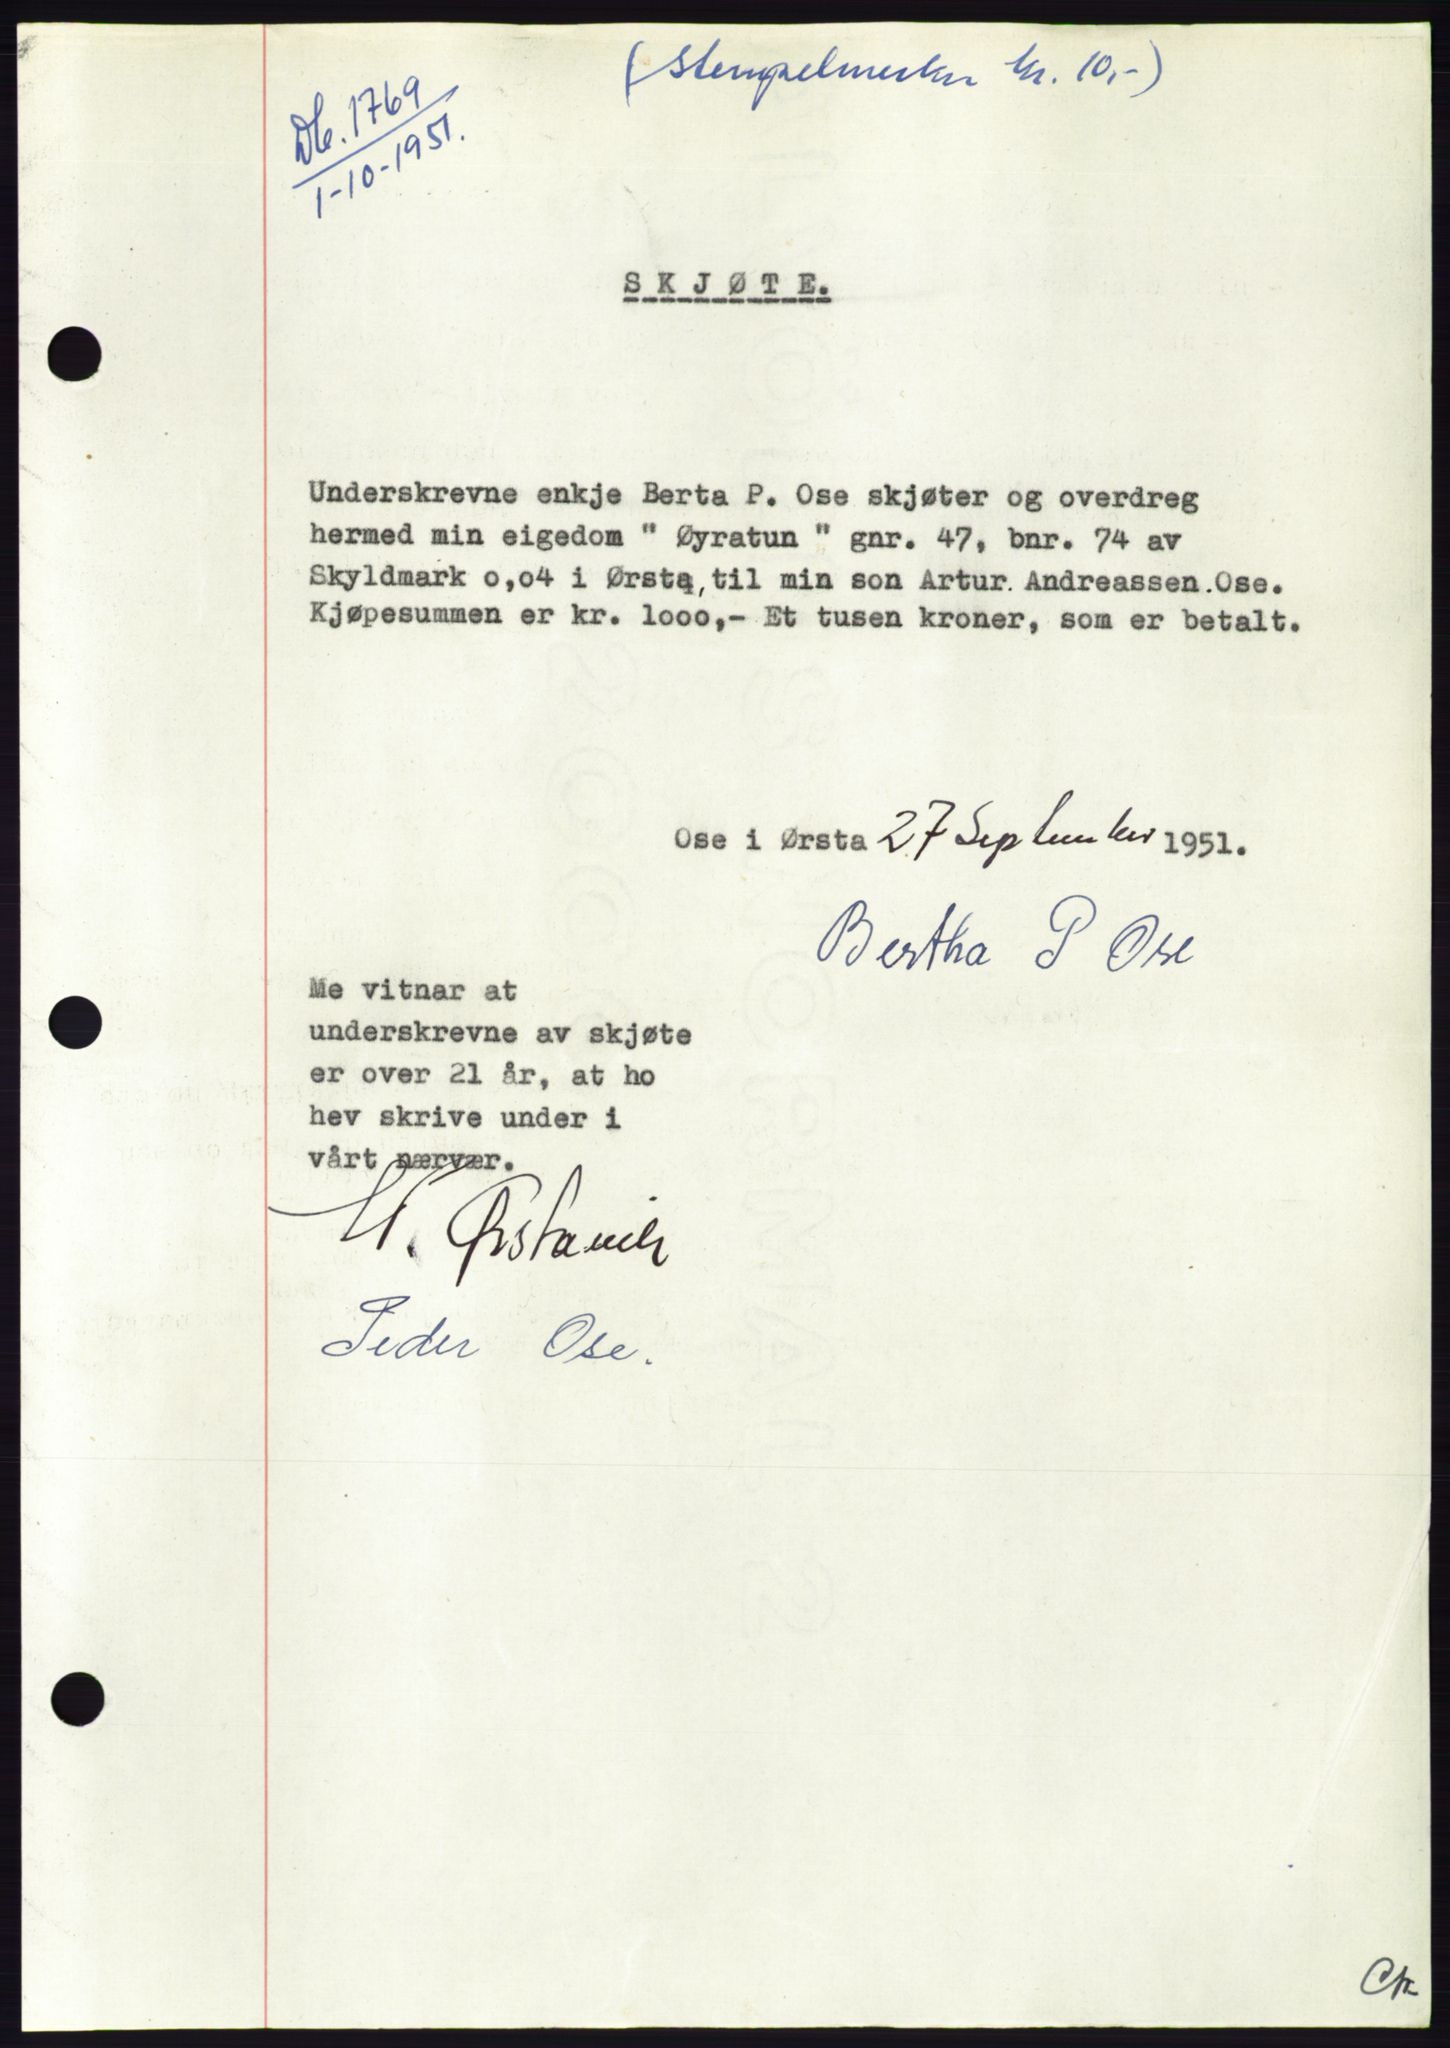 (Stempelmerker kr. 10,-)
Db. 1769
1-10-1951.
SKJØTE.
Underskrevne enkje Berta P. Ose skjøter og overdreg
hermed min eigedom " Øyratun " gnr. 47, bnr. 74 av
Skyldmark o,o4 i Ørsta, til min son Artur Andreassen Ose.
Kjøpesummen er kr. looo,- Et tusen kroner, som er betalt.
Ose i Ørsta 27 September 1951.
Bertha P Ose
Me vitnar at
underskrevne av skjøte
er over 21 år, at ho
hev skrive under i
vårt nærvær.
Ørstavik
Peder Ose.